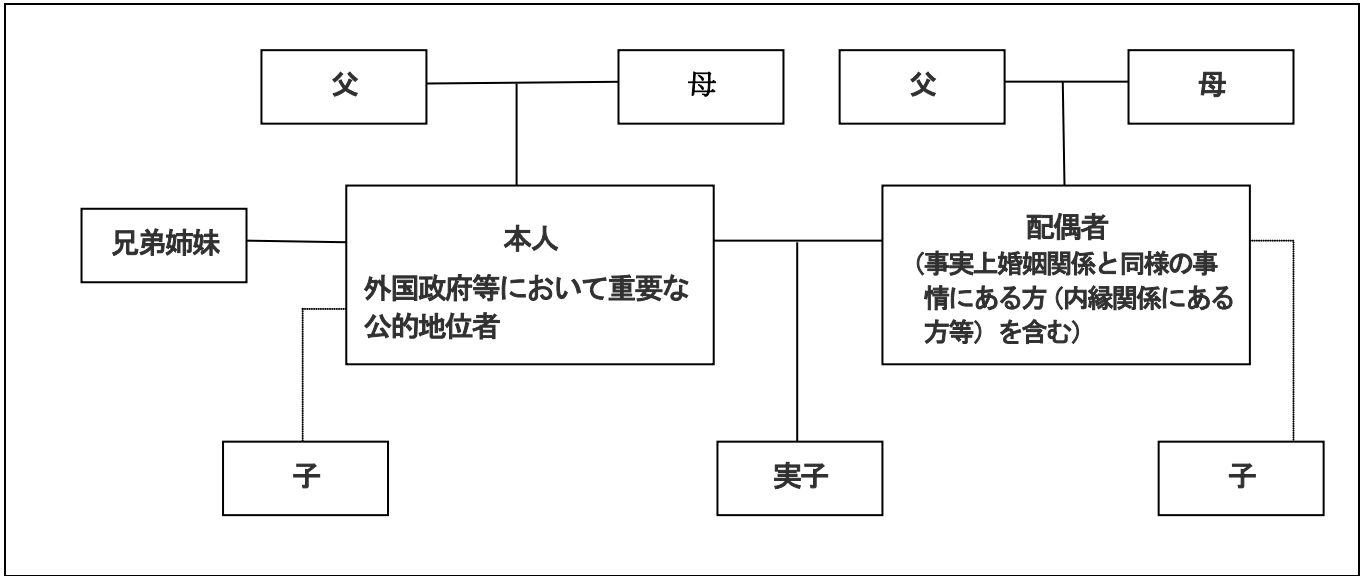 父
母
父
母
兄弟姉妹
本人
外国政府等において重要な
公的地位者
配偶者
（事実上婚姻関係と同様の事
情にある方（内縁関係にある
方等）を含む）
子
実子
子